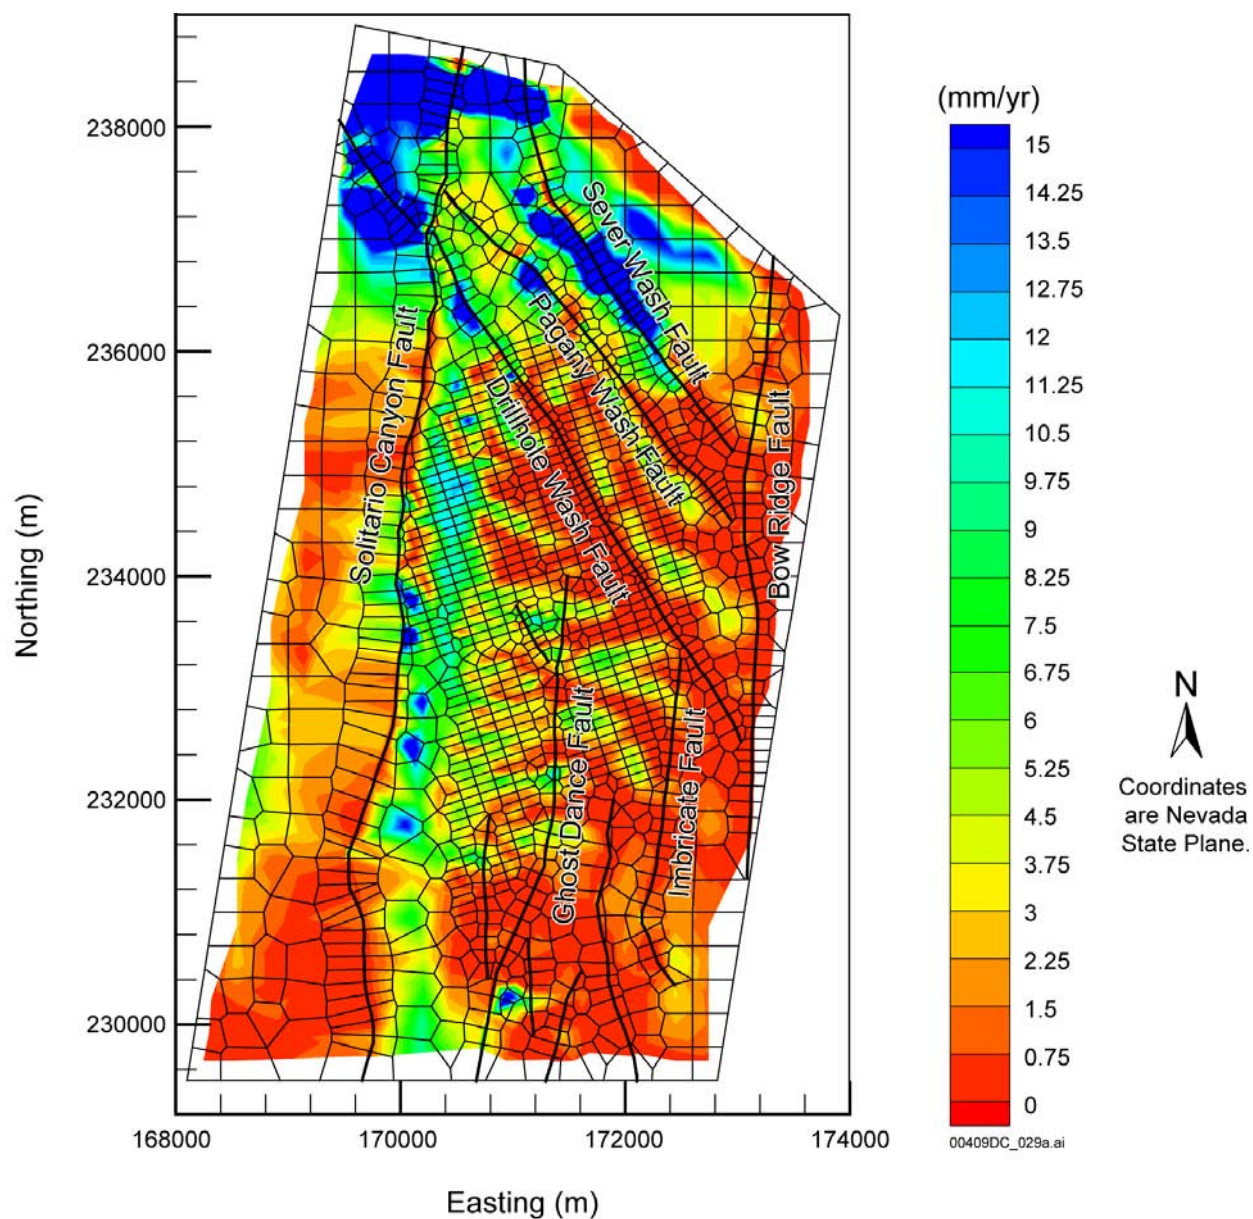 (mm/yr)
15
14.25
13.5
12.75
12
11.25
10.5
9.75
9
8.25
7.5
6.75
6
5.25
4.5
3.75
3
2.25
1.5
0.75
0
00409DC_029a.ai
238000
236000
234000
232000
230000
Northing (m)
168000
170000
172000
174000
Easting (m)
Solitario Canyon Fault
Drillhole Wash Fault
Pagany Wash Fault
Sever Wash Fault
Bow Ridge Fault
Ghost Dance Fault
Imbricate Fault
N
Coordinates
are Nevada
State Plane.